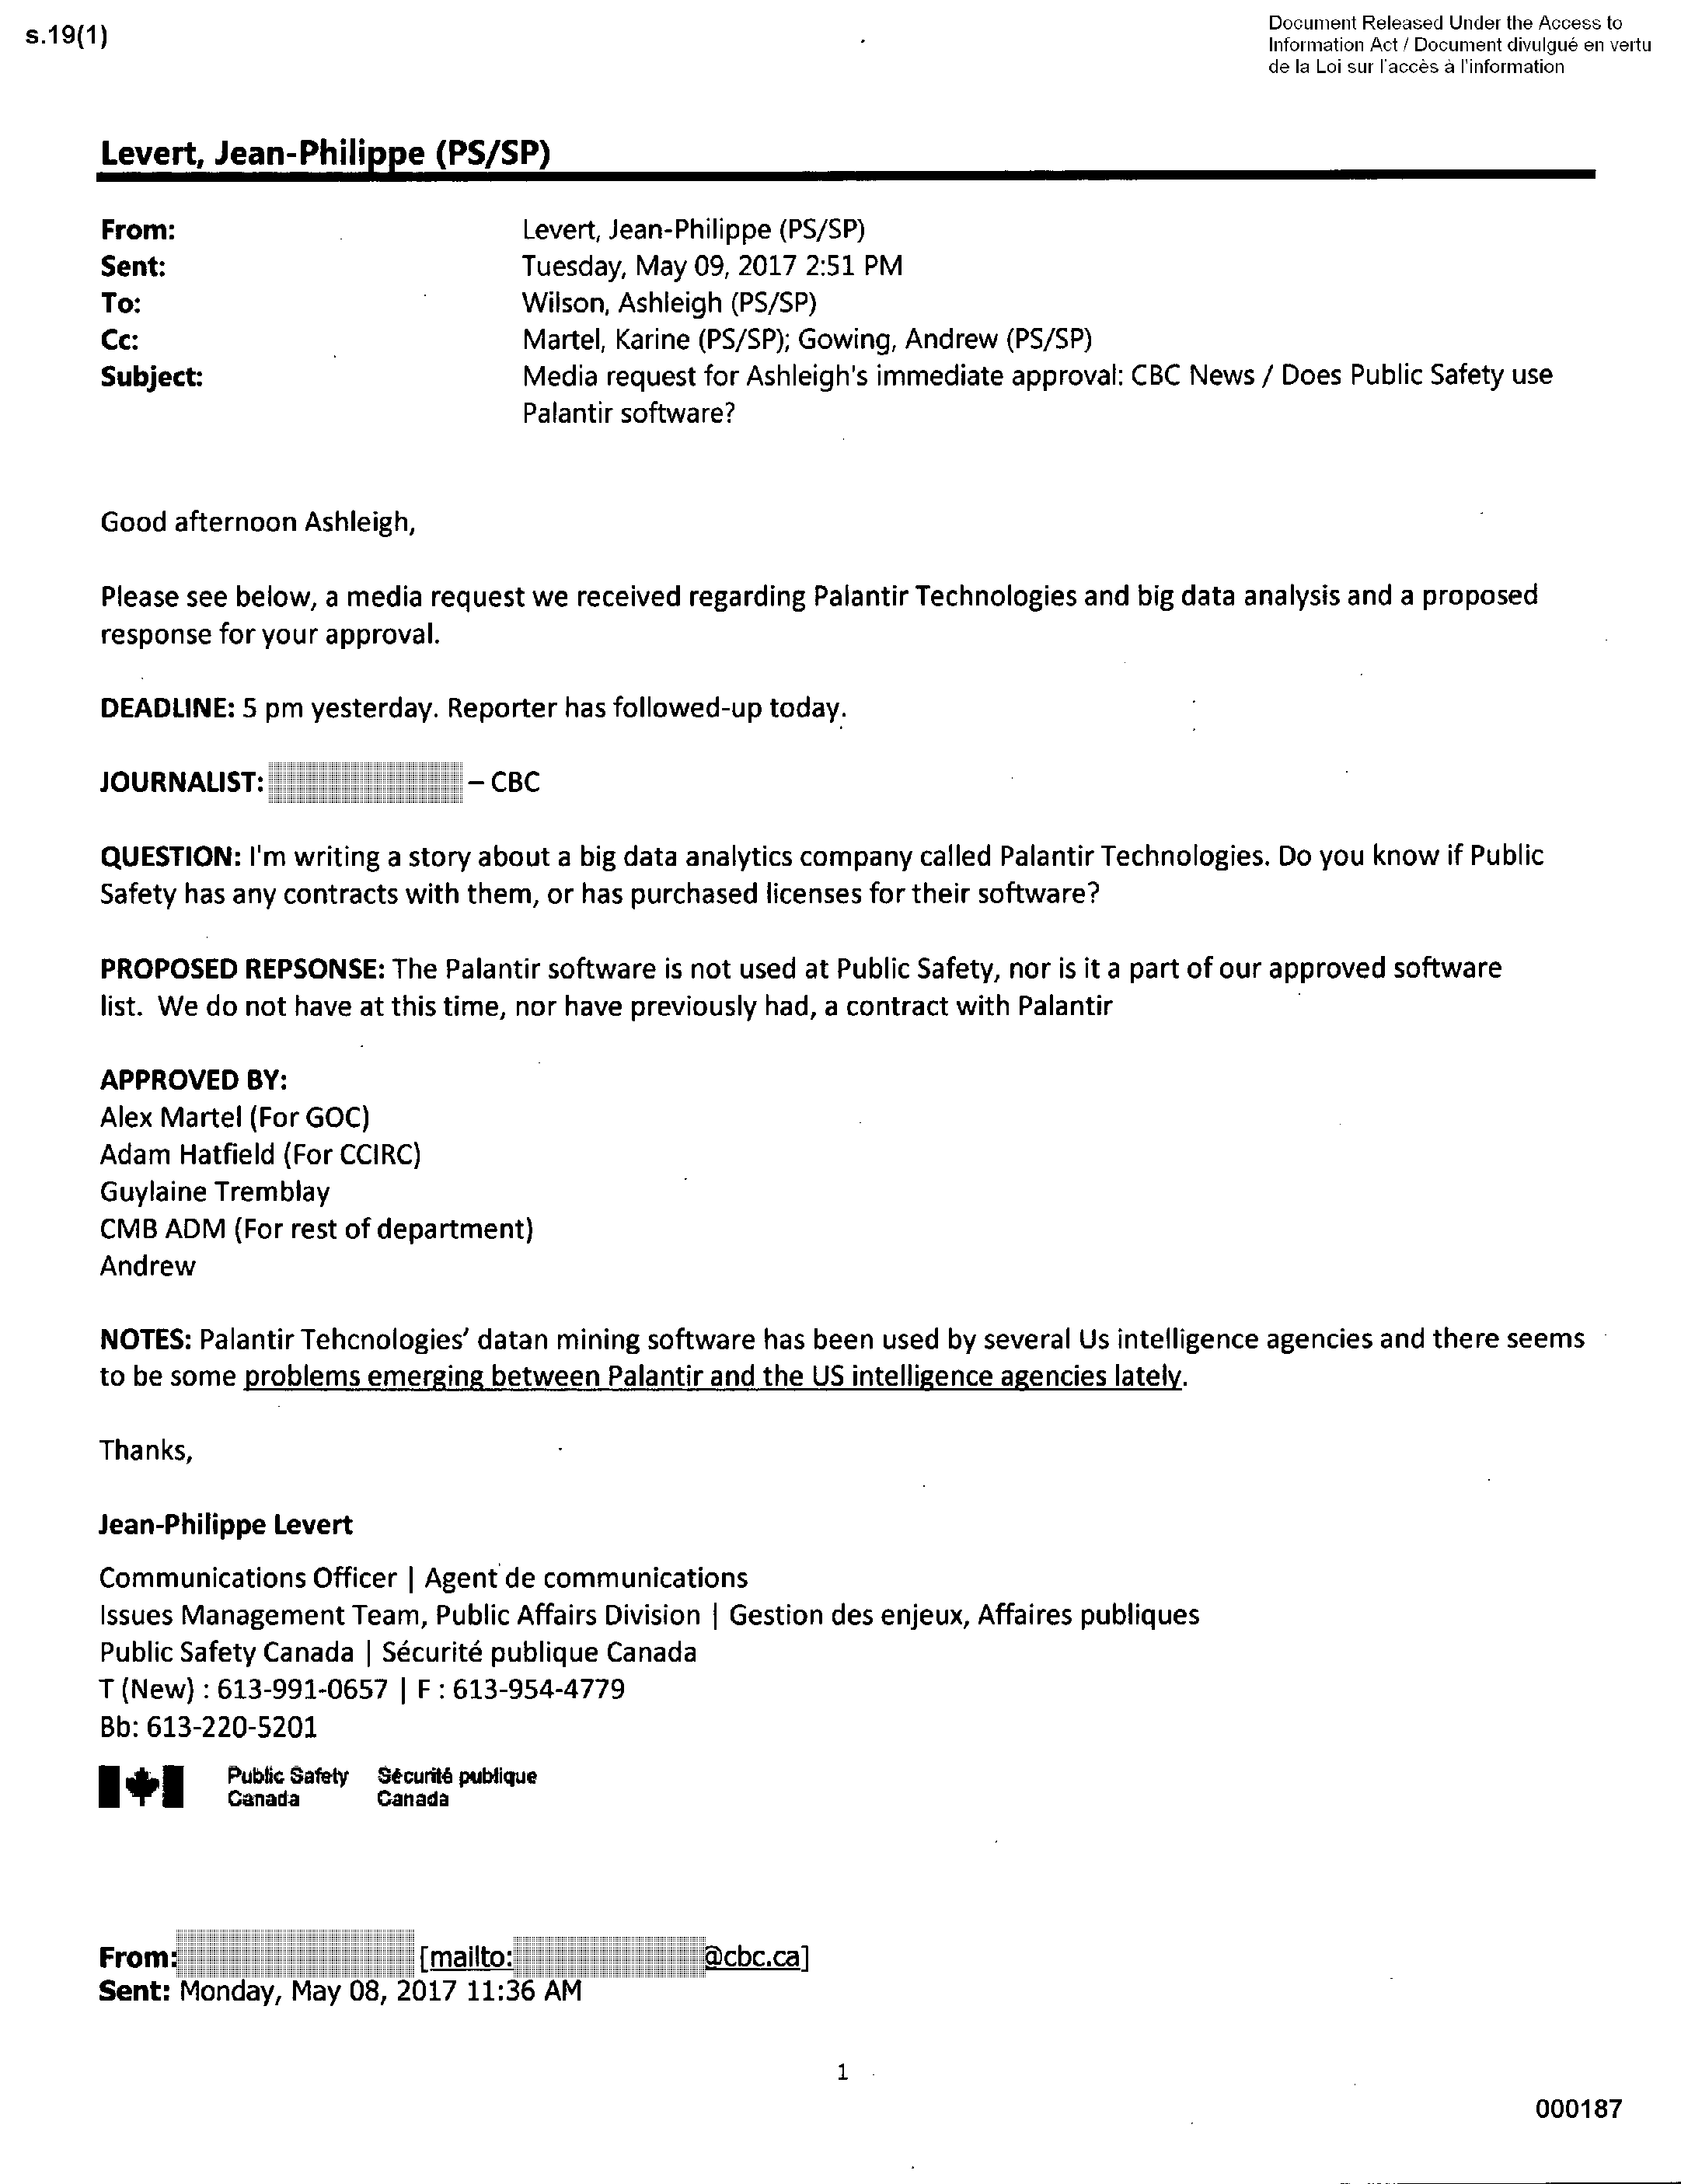 s.19(1)
Document Released Under the Access to
Information Act / Document divulgué en vertu
de la Loi sur l'accès à l'information
Levert, Jean-Philippe (PS/SP)
From: Levert, Jean-Philippe (PS/SP)
Sent: Tuesday, May 09, 2017 2:51 PM
To: Wilson, Ashleigh (PS/SP)
Cc: Martel, Karine (PS/SP); Gowing, Andrew (PS/SP)
Subject: Media request for Ashleigh's immediate approval: CBC News / Does Public Safety use
Palantir software?
Good afternoon Ashleigh,
Please see below, a media request we received regarding Palantir Technologies and big data analysis and a proposed
response for your approval.
DEADLINE: 5 pm yesterday. Reporter has followed-up today.
JOURNALIST: – CBC
QUESTION: I'm writing a story about a big data analytics company called Palantir Technologies. Do you know if Public
Safety has any contracts with them, or has purchased licenses for their software?
PROPOSED REPSONSE: The Palantir software is not used at Public Safety, nor is it a part of our approved software
list. We do not have at this time, nor have previously had, a contract with Palantir
APPROVED BY:
Alex Martel (For GOC)
Adam Hatfield (For CCIRC)
Guylaine Tremblay
CMB ADM (For rest of department)
Andrew
NOTES: Palantir Tehcnologies' datan mining software has been used by several Us intelligence agencies and there seems
to be some problems emerging between Palantir and the US intelligence agencies lately.
Thanks,
Jean-Philippe Levert
Communications Officer | Agent de communications
Issues Management Team, Public Affairs Division | Gestion des enjeux, Affaires publiques
Public Safety Canada | Sécurité publique Canada
T (New) : 613-991-0657 | F : 613-954-4779
Bb: 613-220-5201
Public Safety Sécurité publique
Canada Canada
From: [mailto: @cbc.ca]
Sent: Monday, May 08, 2017 11:36 AM
1
000187